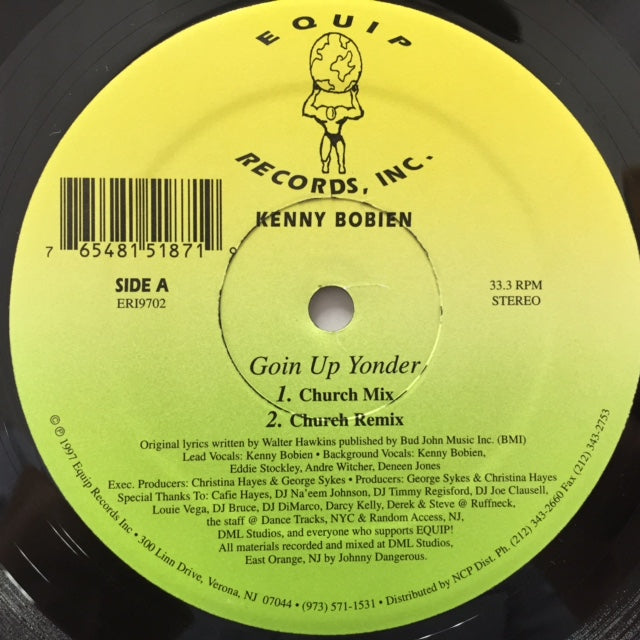 EQUIP
RECORDS, INC.
KENNY BOBIEN
7 65481 51871 9
SIDE A
ERI9702
33.3 RPM
STEREO
Goin Up Yonder
1. Church Mix
2. Church Remix
Original lyrics written by Walter Hawkins published by Bud John Music Inc. (BMI)
Lead Vocals: Kenny Bobien • Background Vocals: Kenny Bobien,
Eddie Stockley, Andre Witcher, Deneen Jones
Exec. Producers: Christina Hayes & George Sykes • Producers: George Sykes & Christina Hayes
Special Thanks To: Cafie Hayes, DJ Na'eem Johnson, DJ Timmy Regisford, DJ Joe Clausell,
Louie Vega, DJ Bruce, DJ DiMarco, Darcy Kelly, Derek & Steve @ Ruffneck,
the staff @ Dance Tracks, NYC & Random Access, NJ,
DML Studios, and everyone who supports EQUIP!
All materials recorded and mixed at DML Studios,
East Orange, NJ by Johnny Dangerous.
© ℗ 1997 Equip Records Inc • 300 Linn Drive, Verona, NJ 07044 • (973) 571-1531 • Distributed by NCP Dist. Ph. (212) 343-2660 Fax (212) 343-2753